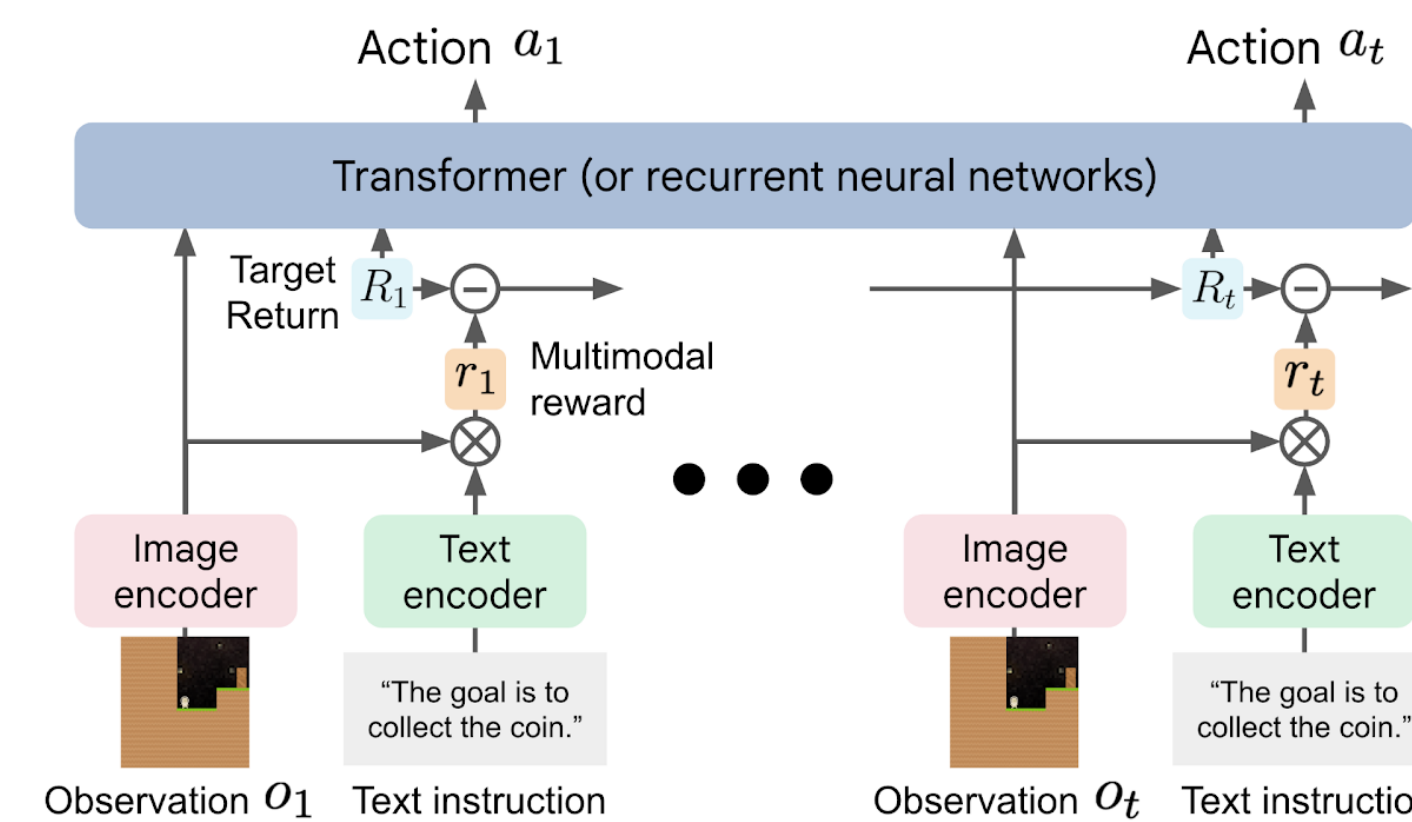 Action a₁
Action aₜ
Transformer (or recurrent neural networks)
Target
Return
R₁
−
Rₜ
−
r₁
Multimodal
reward
rₜ
Image
encoder
Text
encoder
Image
encoder
Text
encoder
“The goal is to
collect the coin.”
“The goal is to
collect the coin.”
Observation o₁
Text instruction
Observation oₜ
Text instructio